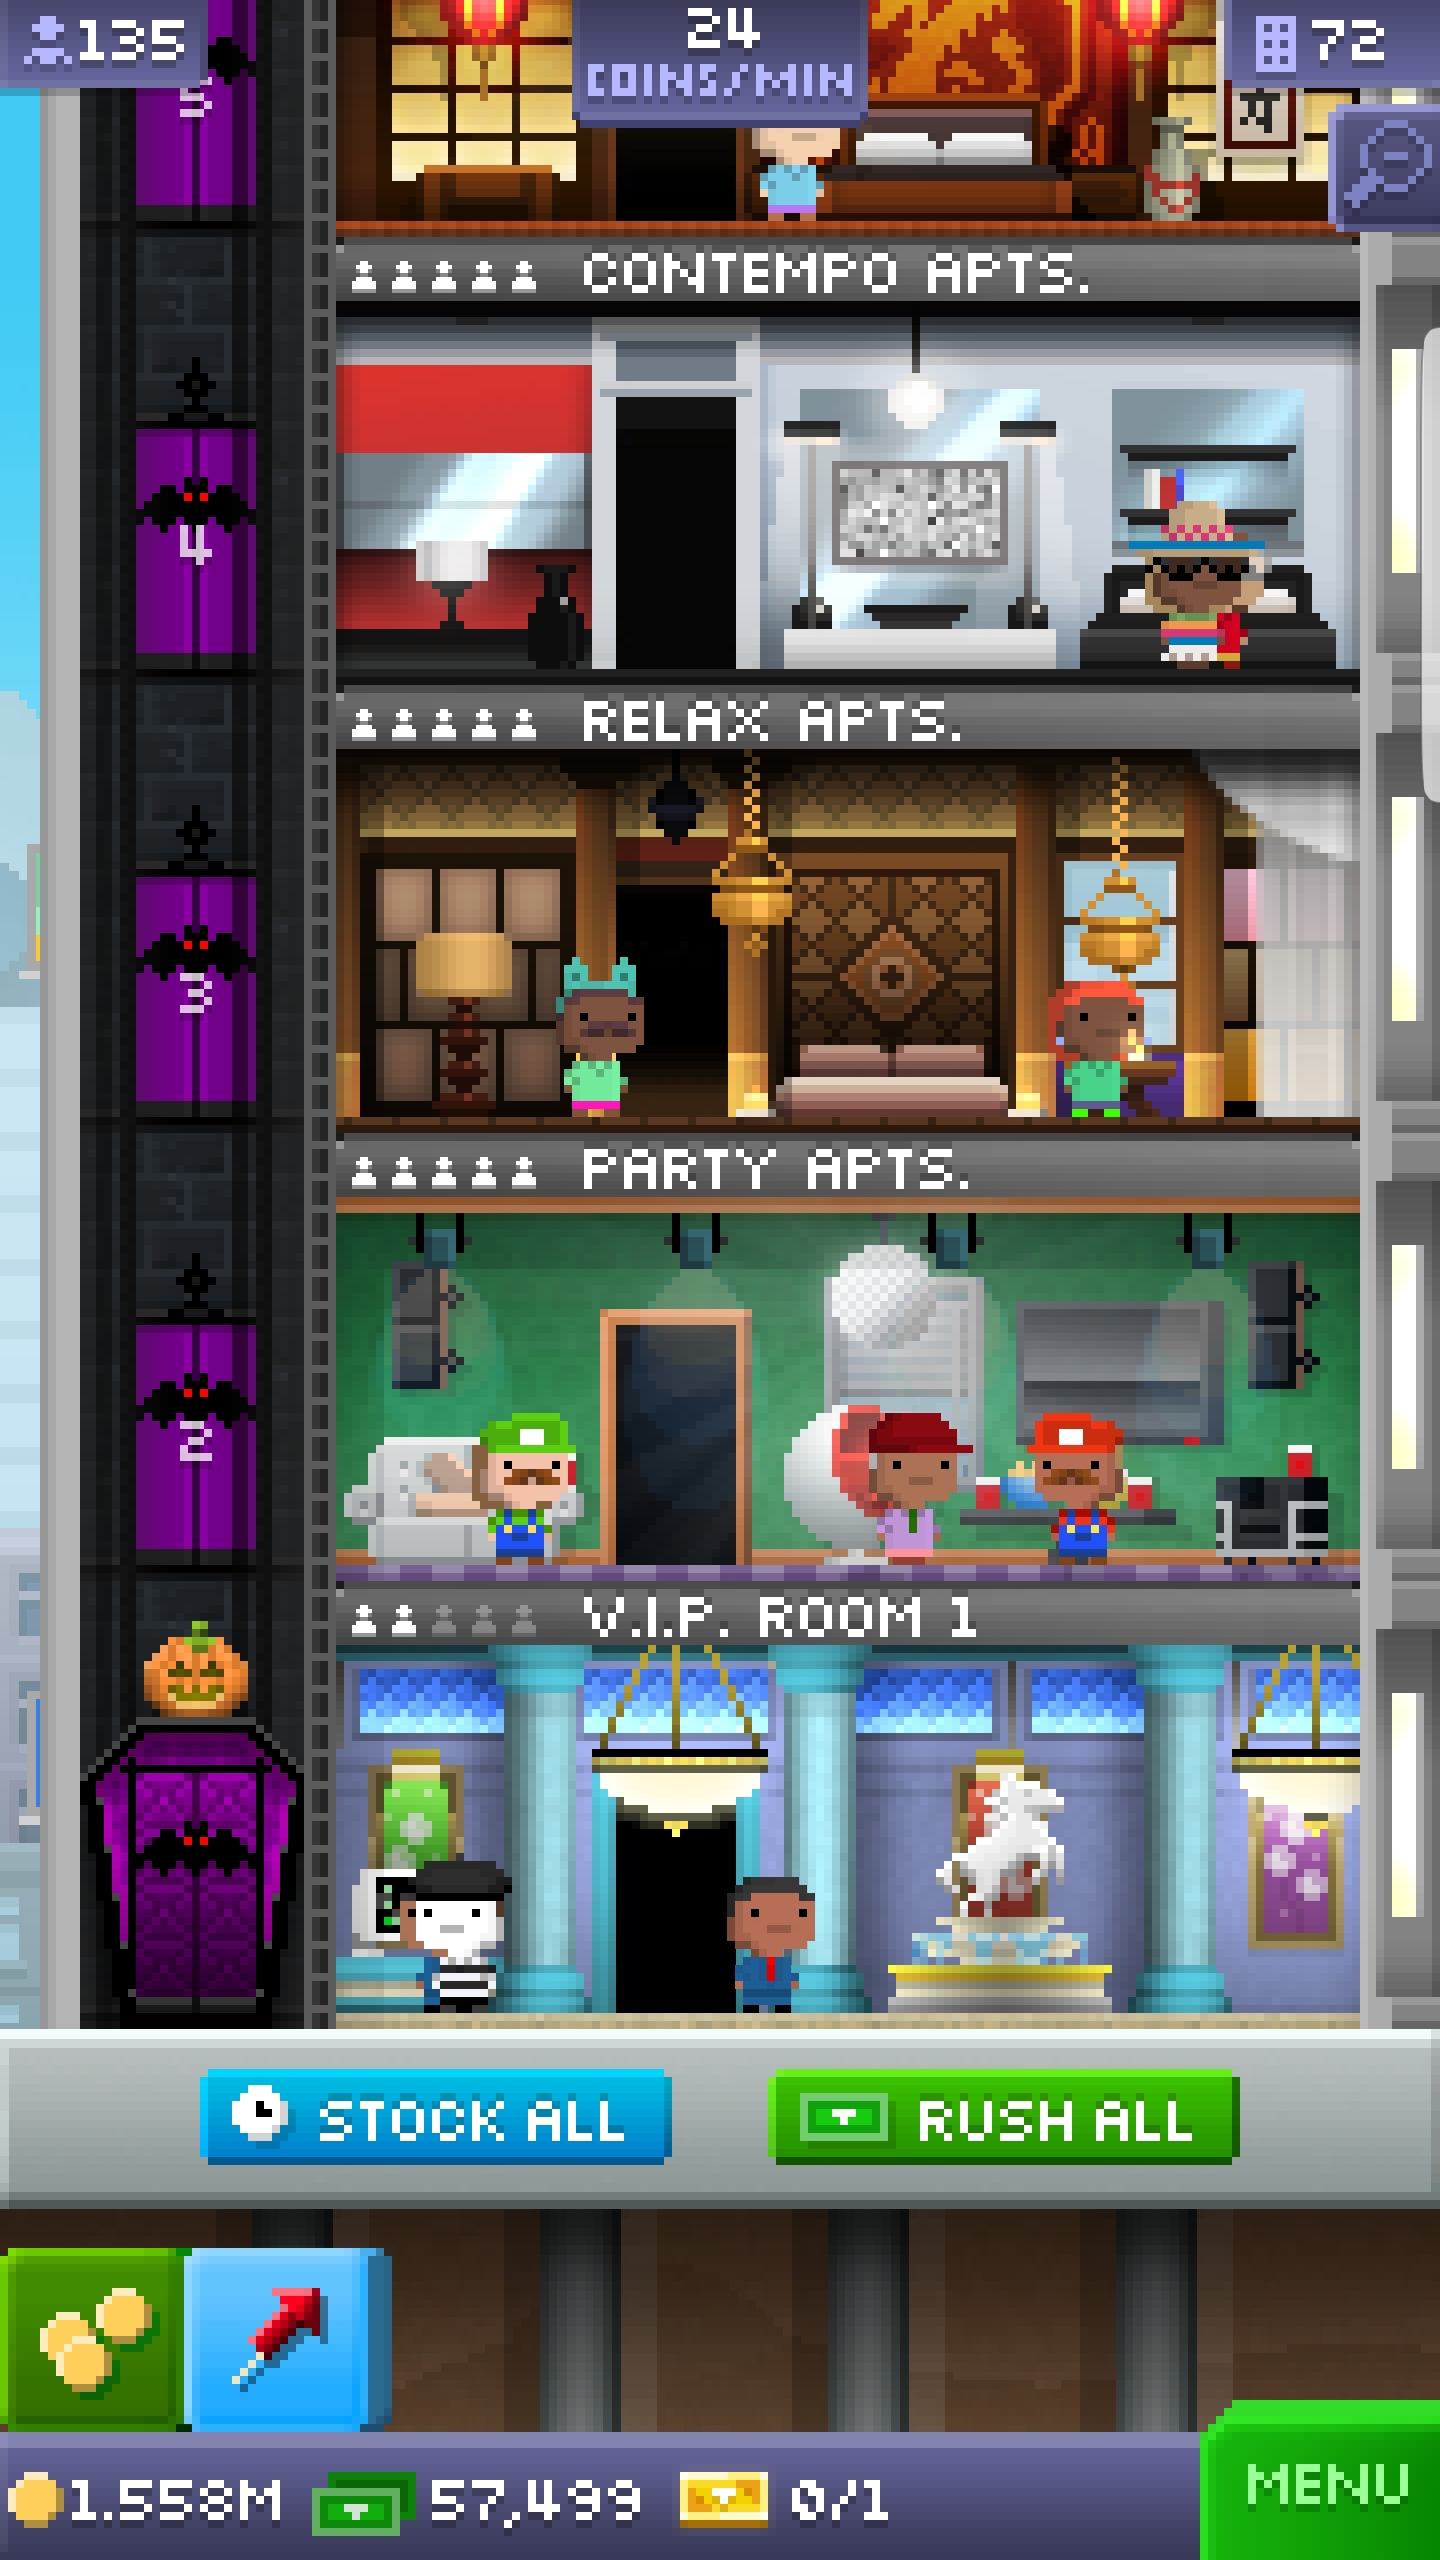 135
24
COINS/MIN
72
5
CONTEMPO APTS.
4
RELAX APTS.
3
PARTY APTS.
2
V.I.P. ROOM 1
STOCK ALL
RUSH ALL
1.558M
57,499
0/1
MENU